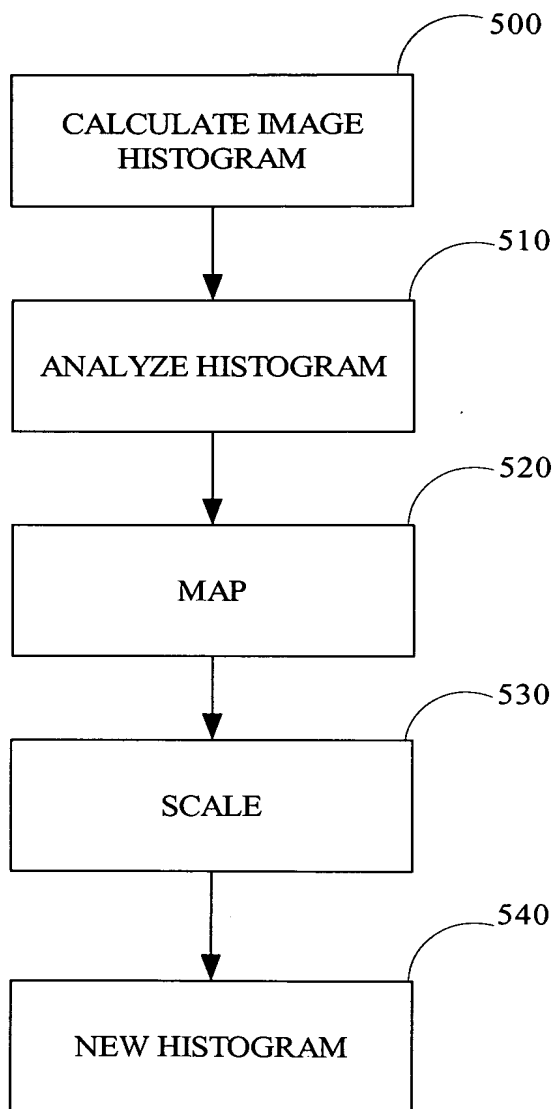 500
CALCULATE IMAGE
HISTOGRAM
510
ANALYZE HISTOGRAM
520
MAP
530
SCALE
540
NEW HISTOGRAM